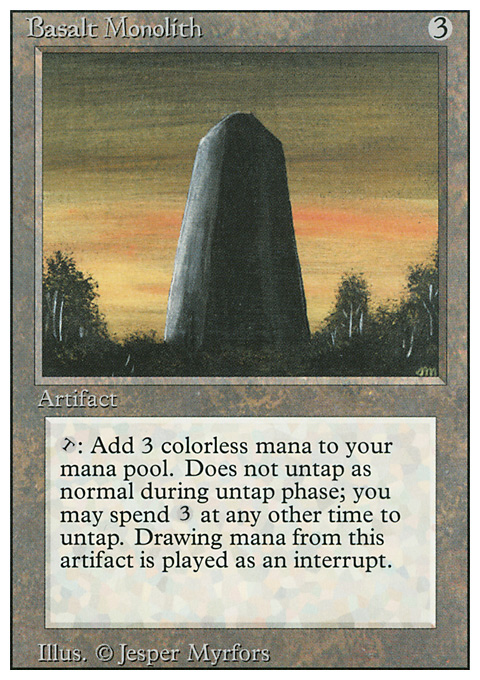 Basalt Monolith 3
JM
Artifact
T: Add 3 colorless mana to your
mana pool. Does not untap as
normal during untap phase; you
may spend 3 at any other time to
untap. Drawing mana from this
artifact is played as an interrupt.
Illus. © Jesper Myrfors